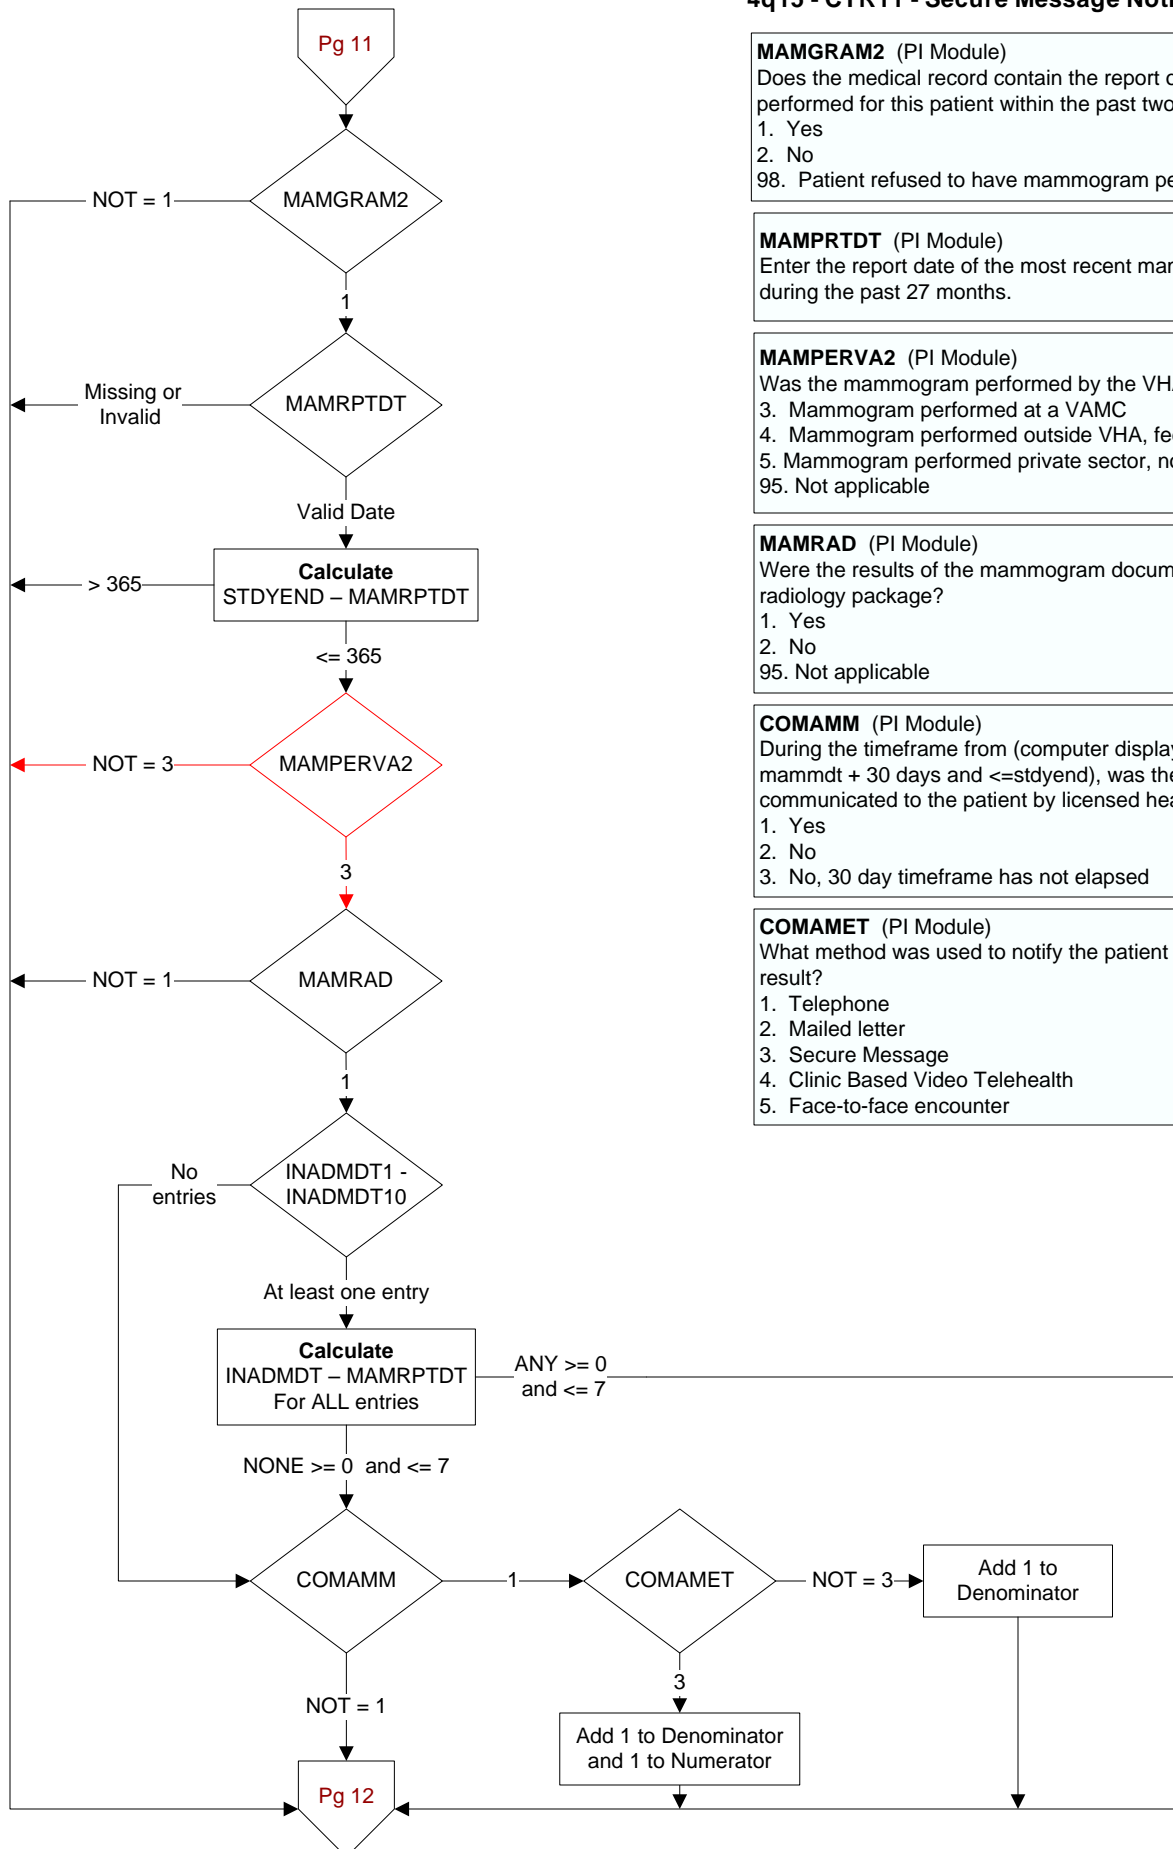 4q15 - CTR11 - Secure Message
Pg 11
MAMGRAM2
NOT = 1
1
MAMRPTDT
Missing or
Invalid
Valid Date
Calculate
STDYEND – MAMRPTDT
> 365
<= 365
MAMPERVA2
NOT = 3
3
MAMRAD
NOT = 1
1
INADMDT1 -
INADMDT10
No
entries
At least one entry
Calculate
INADMDT – MAMRPTDT
For ALL entries
ANY >= 0
and <= 7
NONE >= 0 and <= 7
COMAMM
1
COMAMET
NOT = 3
Add 1 to
Denominator
3
NOT = 1
Add 1 to Denominator
and 1 to Numerator
Pg 12
MAMGRAM2 (PI Module)
Does the medical record contain the report
performed for this patient within the past two
1. Yes
2. No
98. Patient refused to have mammogram
MAMPRTDT (PI Module)
Enter the report date of the most recent
during the past 27 months.
MAMPERVA2 (PI Module)
Was the mammogram performed by the
3. Mammogram performed at a VAMC
4. Mammogram performed outside VHA,
5. Mammogram performed private sector,
95. Not applicable
MAMRAD (PI Module)
Were the results of the mammogram
radiology package?
1. Yes
2. No
95. Not applicable
COMAMM (PI Module)
During the timeframe from (computer
mammdt + 30 days and <=stdyend), was
communicated to the patient by licensed
1. Yes
2. No
3. No, 30 day timeframe has not elapsed
COMAMET (PI Module)
What method was used to notify the patient
result?
1. Telephone
2. Mailed letter
3. Secure Message
4. Clinic Based Video Telehealth
5. Face-to-face encounter